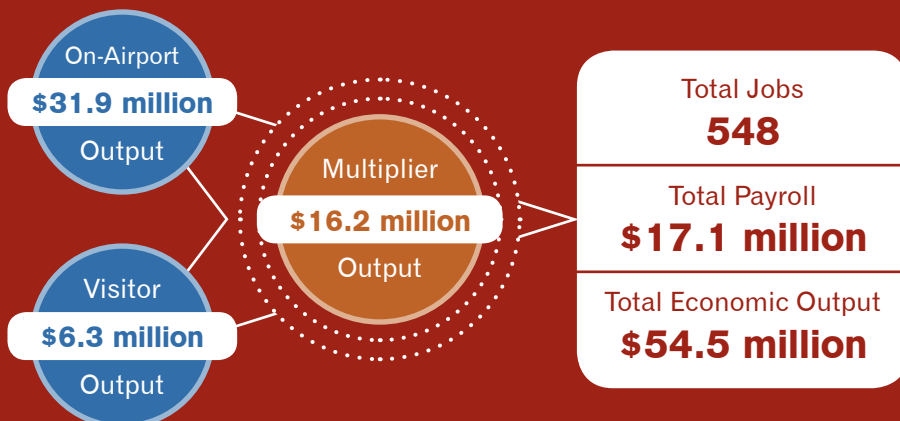 On-Airport
$31.9 million
Output
Visitor
$6.3 million
Output
Multiplier
$16.2 million
Output
Total Jobs
548
Total Payroll
$17.1 million
Total Economic Output
$54.5 million